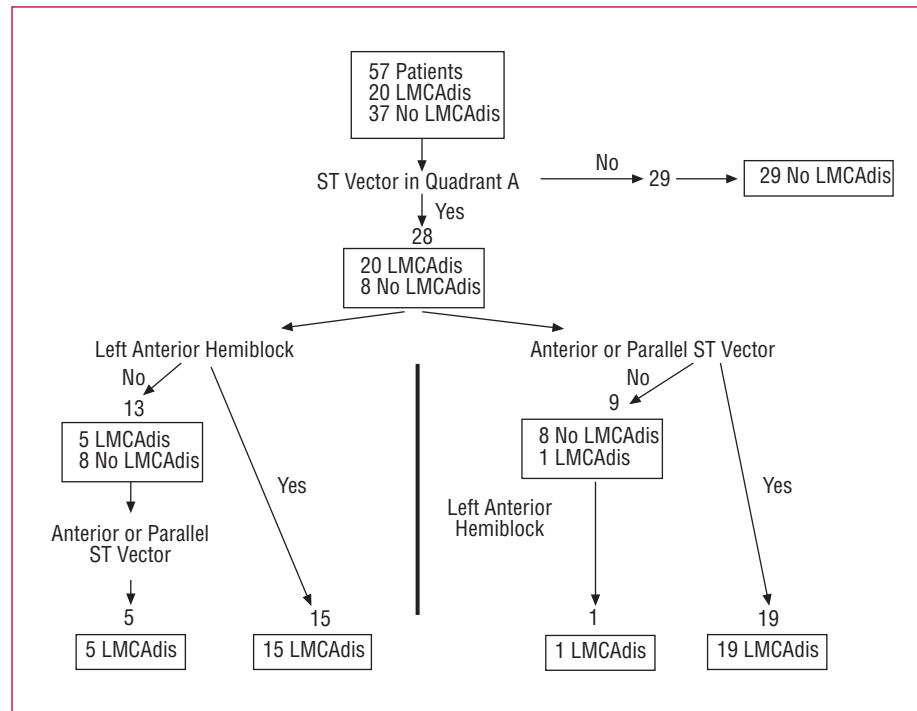 57 Patients
20 LMCAdis
37 No LMCAdis
ST Vector in Quadrant A
No
29
29 No LMCAdis
Yes
28
20 LMCAdis
8 No LMCAdis
Left Anterior Hemiblock
No
13
5 LMCAdis
8 No LMCAdis
Yes
Anterior or Parallel
ST Vector
5
5 LMCAdis
15
15 LMCAdis
Anterior or Parallel ST Vector
No
9
8 No LMCAdis
1 LMCAdis
Yes
Left Anterior
Hemiblock
1
1 LMCAdis
19
19 LMCAdis